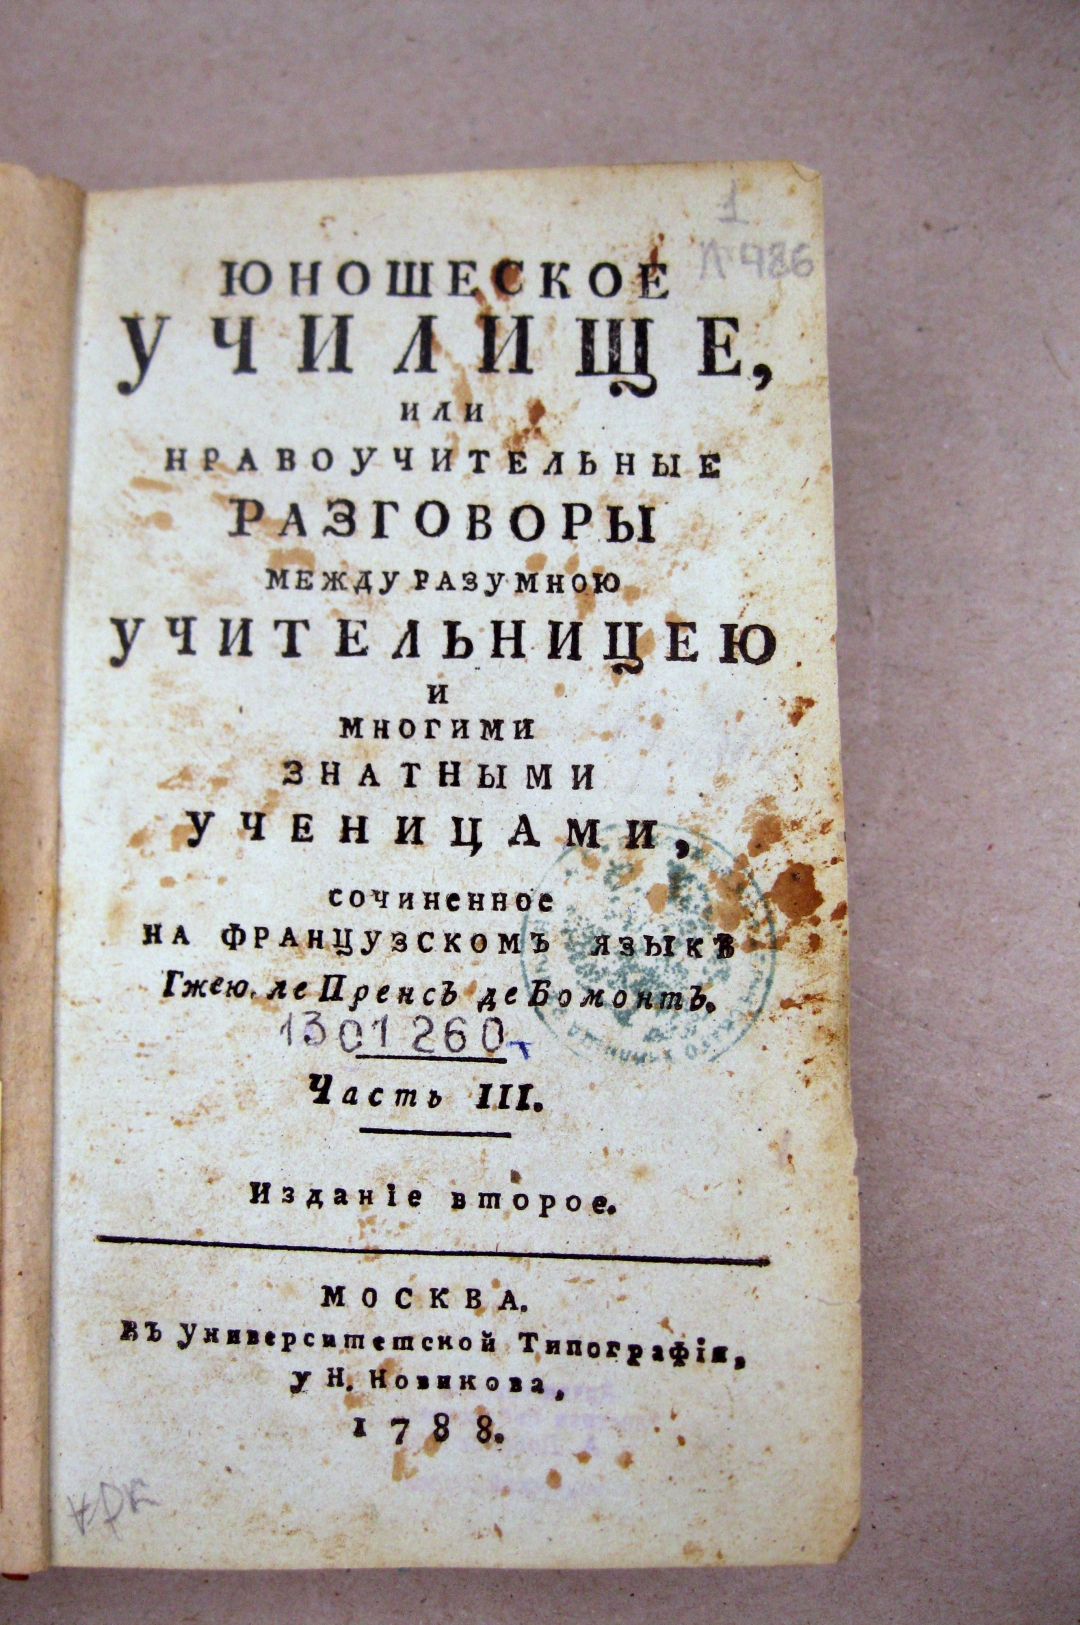 1
Л 486
ЮНОШЕСКОЕ
УЧИЛИЩЕ,
ИЛИ
НРАВОУЧИТЕЛЬНЫЕ
РАЗГОВОРЫ
МЕЖДУ РАЗУМНОЮ
УЧИТЕЛЬНИЦЕЮ
И
МНОГИМИ
ЗНАТНЫМИ
УЧЕНИЦАМИ,
сочиненное
НА ФРАНЦУЗСКОМЪ ЯЗЫКѢ
Гжею. ле Пренсъ де Бомонтъ.
1301260
Часть III.
Изданіе второе.
МОСКВА.
Въ Университетской Типографіи,
у Н. Новикова,
1788.